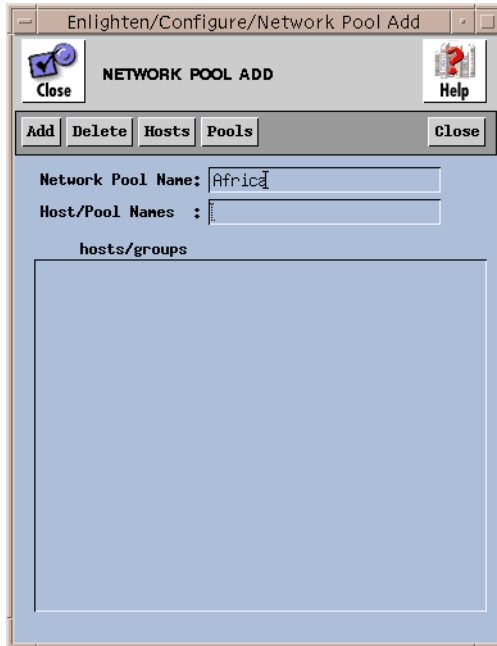 Enlighten/Configure/Network Pool Add
Close
NETWORK POOL ADD
Help
Add Delete Hosts Pools Close
Network Pool Name: Africa
Host/Pool Names :
hosts/groups